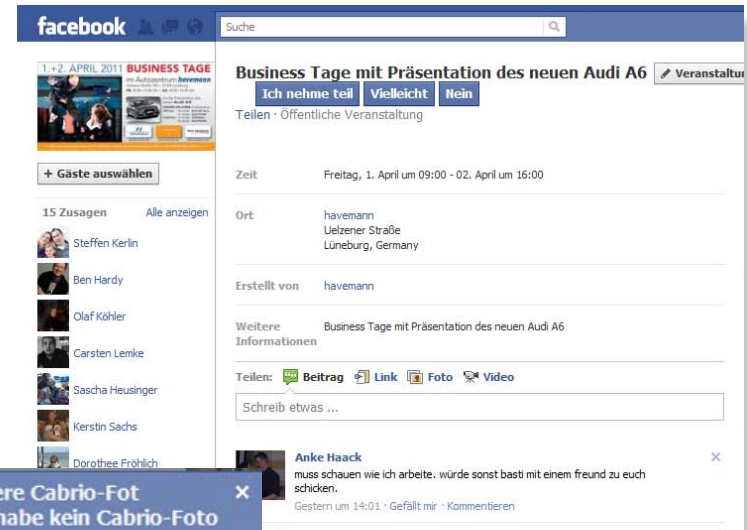 facebook
Suche
1.+2. APRIL 2011 BUSINESS TAGE
im Autozentrum havemann
Business Tage mit Präsentation des neuen Audi A6
Veranstaltun
Ich nehme teil Vielleicht Nein
Teilen · Öffentliche Veranstaltung
+ Gäste auswählen
Zeit Freitag, 1. April um 09:00 - 02. April um 16:00
15 Zusagen Alle anzeigen
Steffen Kerlin
Ben Hardy
Olaf Köhler
Carsten Lemke
Sascha Heusinger
Kerstin Sachs
Dorothee Fröhlich
Ort havemann
Uelzener Straße
Lüneburg, Germany
Erstellt von havemann
Weitere Informationen
Business Tage mit Präsentation des neuen Audi A6
Teilen: Beitrag Link Foto Video
Schreib etwas ...
Anke Haack
muss schauen wie ich arbeite. würde sonst basti mit einem freund zu euch
schicken.
Gestern um 14:01 · Gefällt mir · Kommentieren
ere Cabrio-Fot
habe kein Cabrio-Foto